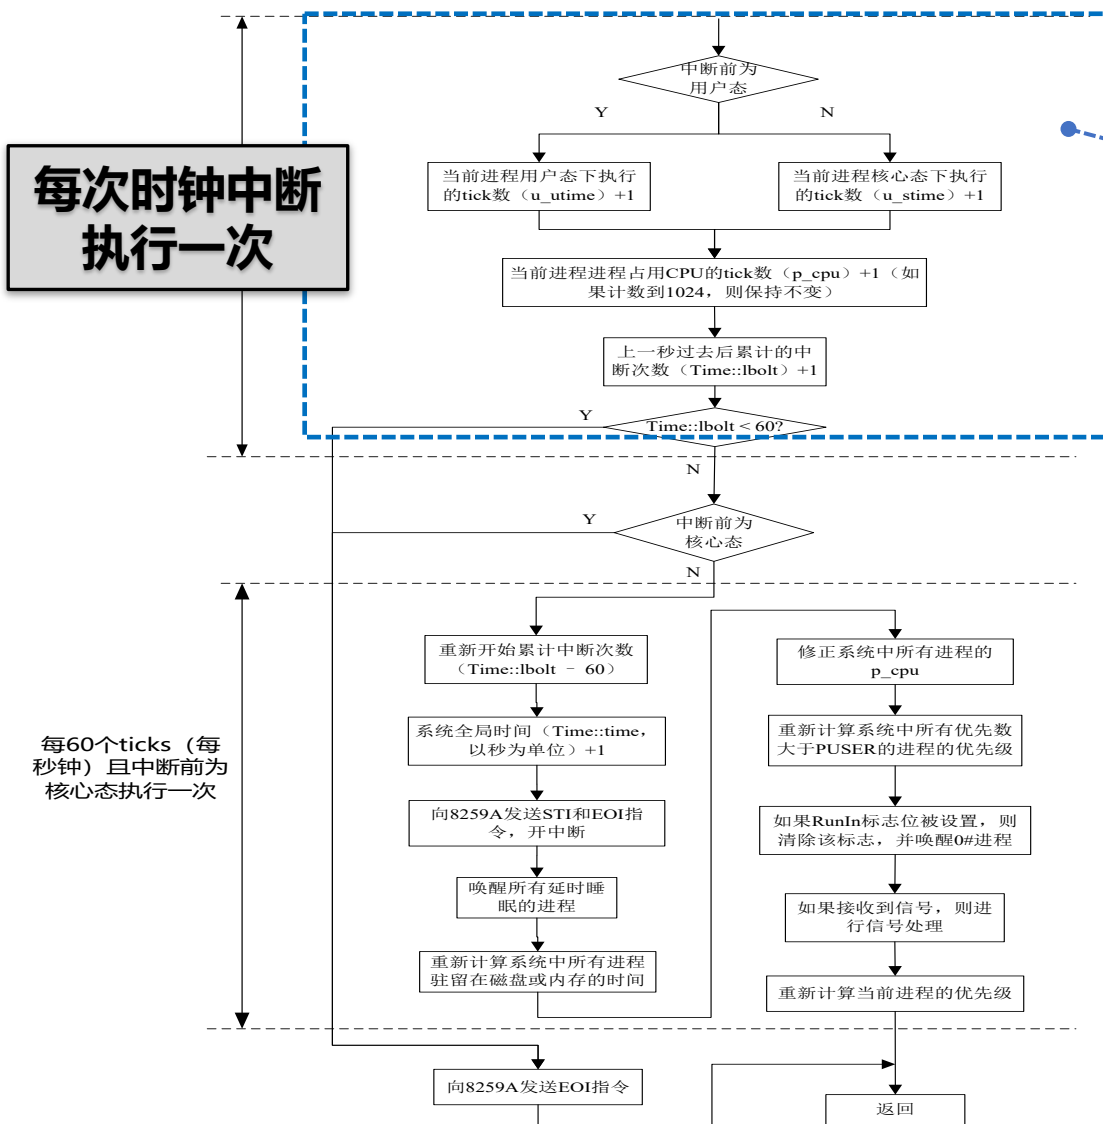 中断前为
用户态
Y
N
每次时钟中断
执行一次
当前进程用户态下执行
的tick数（u_utime）+1
当前进程核心态下执行
的tick数（u_stime）+1
当前进程进程占用CPU的tick数（p_cpu）+1（如
果计数到1024，则保持不变）
上一秒过去后累计的中
断次数（Time::lbolt）+1
Y
Time::lbolt < 60?
N
Y
中断前为
核心态
N
每60个ticks（每
秒钟）且中断前为
核心态执行一次
重新开始累计中断次数
（Time::lbolt - 60）
系统全局时间（Time::time,
以秒为单位）+1
向8259A发送STI和EOI指
令，开中断
唤醒所有延时睡
眠的进程
重新计算系统中所有进程
驻留在磁盘或内存的时间
修正系统中所有进程的
p_cpu
重新计算系统中所有优先数
大于PUSER的进程的优先级
如果RunIn标志位被设置，则
清除该标志，并唤醒0#进程
如果接收到信号，则进
行信号处理
重新计算当前进程的优先级
向8259A发送EOI指令
返回